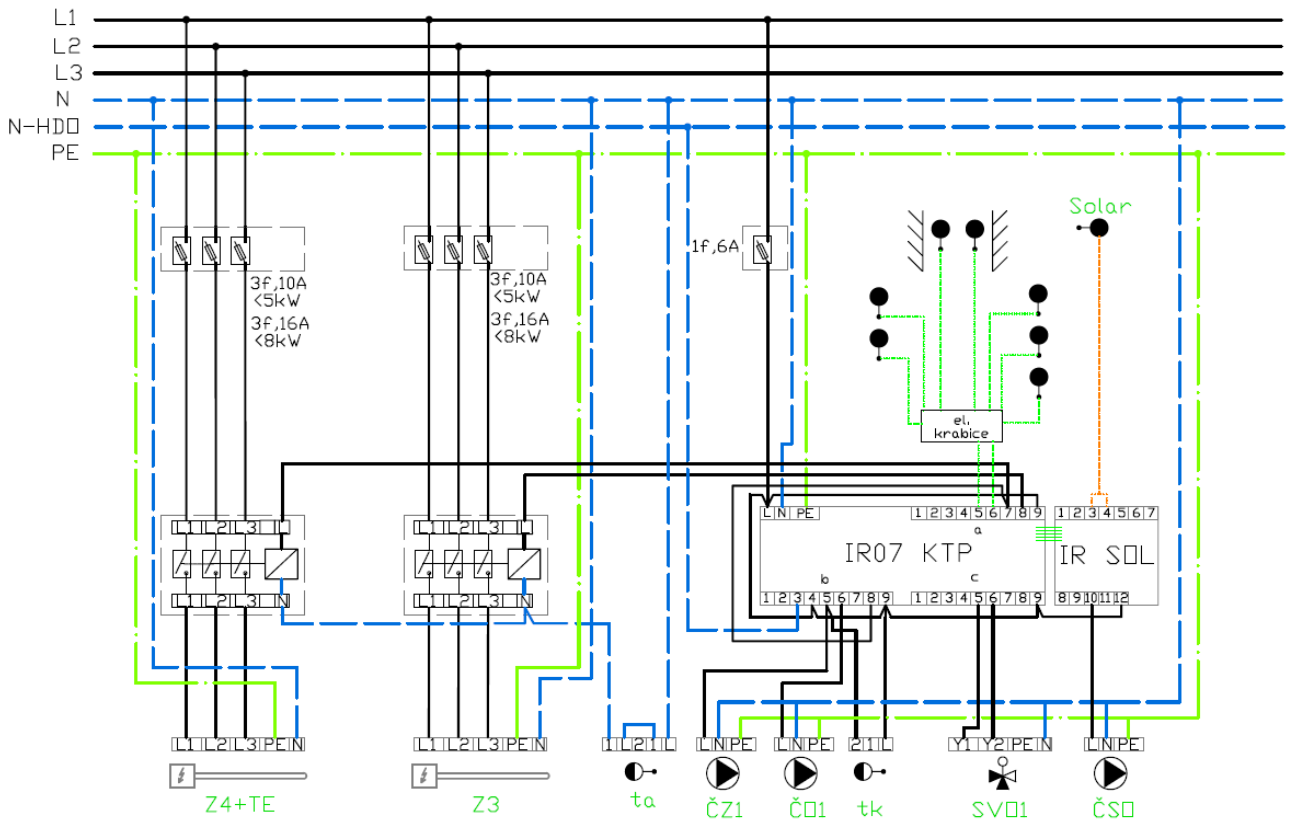 L1
L2
L3
N
N-HDO
PE
Solar
1f,6A
3f,10A
<5kW
3f,16A
<8kW
3f,10A
<5kW
3f,16A
<8kW
el.
krabice
L N PE
1 2 3 4 5 6 7 8 9
1 2 3 4 5 6 7
a
L1 L2 L3 L
L1 L2 L3 L
IR07 KTP
IR SOL
b
c
L1 L2 L3 N
L1 L2 L3 N
1 2 3 4 5 6 7 8 9
1 2 3 4 5 6 7 8 9
8 9 10 11 12
L1 L2 L3 PE N
L1 L2 L3 PE N
1 L 2 1 L
L N PE
L N PE
2 1 L
Y1 Y2 PE N
L N PE
Z4+TE
Z3
ta
ČZ1
ČO1
tk
SVO1
ČSO